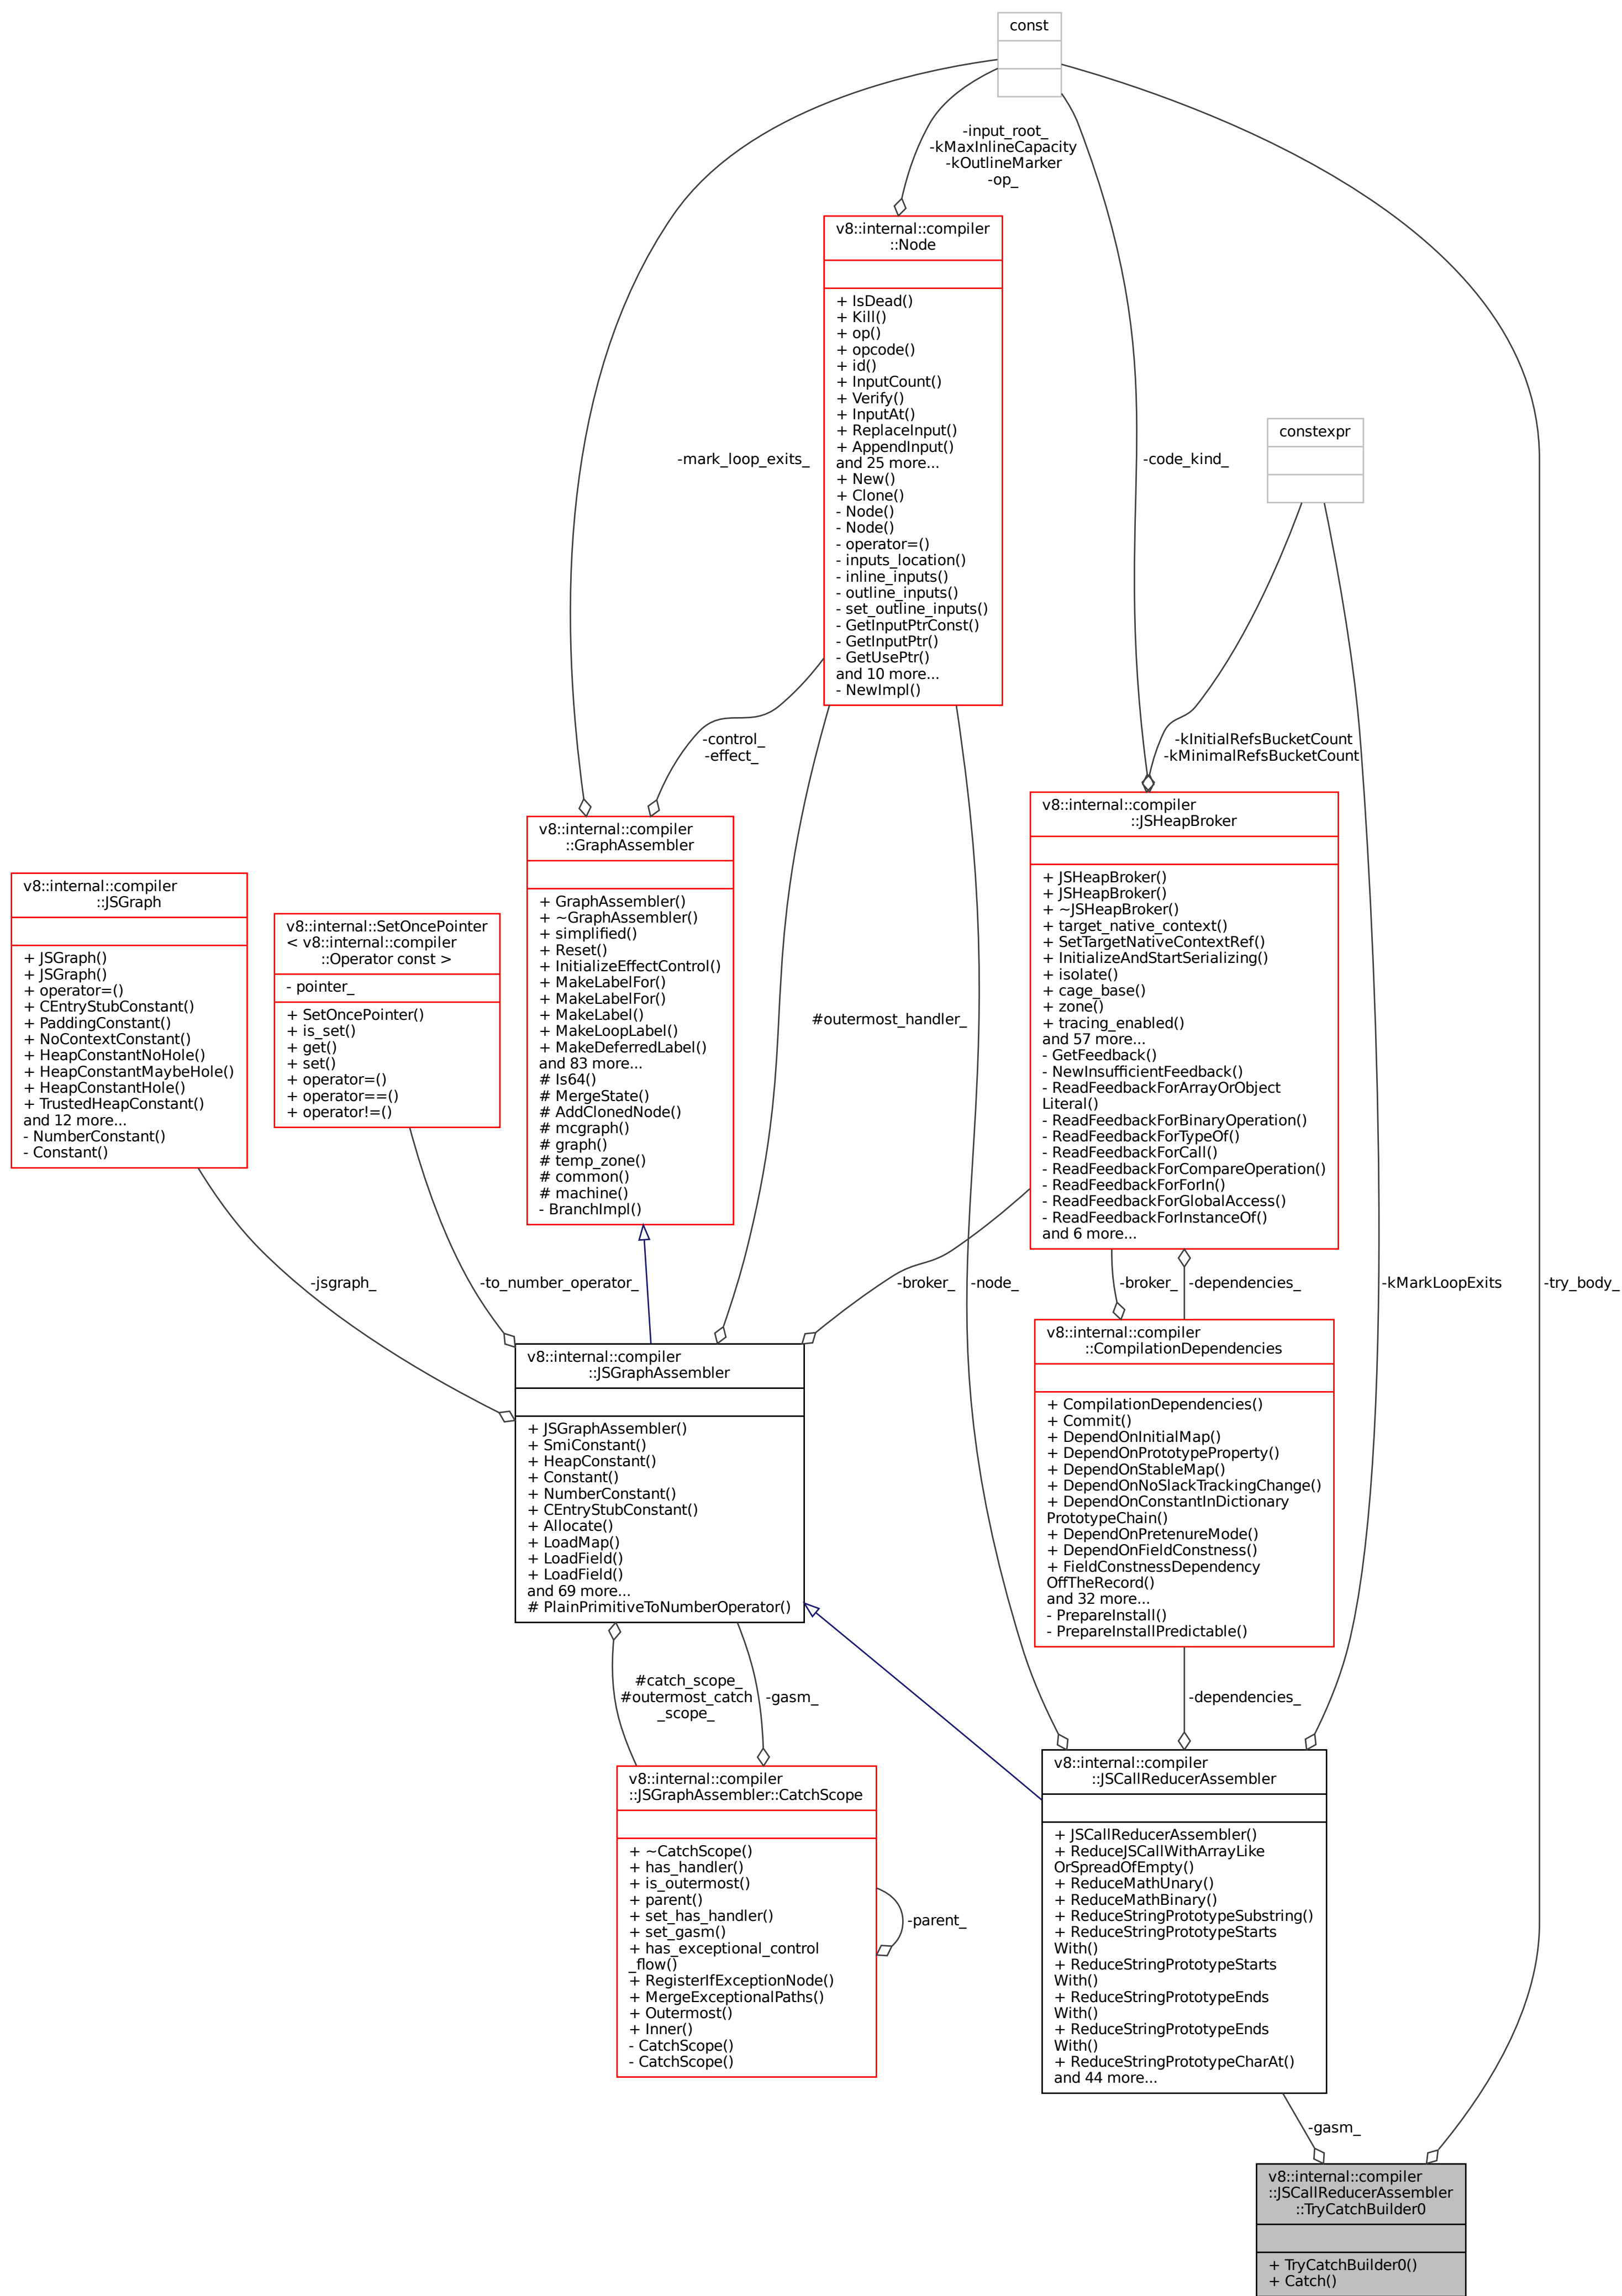 const
-input_root_
-kMaxInlineCapacity
-kOutlineMarker
-op_
v8::internal::compiler
::Node
+ IsDead()
+ Kill()
+ op()
+ opcode()
+ id()
+ InputCount()
+ Verify()
+ InputAt()
+ ReplaceInput()
+ AppendInput()
and 25 more...
+ New()
+ Clone()
- Node()
- Node()
- operator=()
- inputs_location()
- inline_inputs()
- outline_inputs()
- set_outline_inputs()
- GetInputPtrConst()
- GetInputPtr()
- GetUsePtr()
and 10 more...
- NewImpl()
constexpr
-mark_loop_exits_
-code_kind_
-control_
-effect_
-kInitialRefsBucketCount
-kMinimalRefsBucketCount
v8::internal::compiler
::JSGraph
+ JSGraph()
+ JSGraph()
+ operator=()
+ CEntryStubConstant()
+ PaddingConstant()
+ NoContextConstant()
+ HeapConstantNoHole()
+ HeapConstantMaybeHole()
+ HeapConstantHole()
+ TrustedHeapConstant()
and 12 more...
- NumberConstant()
- Constant()
v8::internal::SetOncePointer
< v8::internal::compiler
::Operator const >
- pointer_
+ SetOncePointer()
+ is_set()
+ get()
+ set()
+ operator=()
+ operator==()
+ operator!=()
v8::internal::compiler
::GraphAssembler
+ GraphAssembler()
+ ~GraphAssembler()
+ simplified()
+ Reset()
+ InitializeEffectControl()
+ MakeLabelFor()
+ MakeLabelFor()
+ MakeLabel()
+ MakeLoopLabel()
+ MakeDeferredLabel()
and 83 more...
# Is64()
# MergeState()
# AddClonedNode()
# mcgraph()
# graph()
# temp_zone()
# common()
# machine()
- BranchImpl()
#outermost_handler_
v8::internal::compiler
::JSHeapBroker
+ JSHeapBroker()
+ JSHeapBroker()
+ ~JSHeapBroker()
+ target_native_context()
+ SetTargetNativeContextRef()
+ InitializeAndStartSerializing()
+ isolate()
+ cage_base()
+ zone()
+ tracing_enabled()
and 57 more...
- GetFeedback()
- NewInsufficientFeedback()
- ReadFeedbackForArrayOrObject
Literal()
- ReadFeedbackForBinaryOperation()
- ReadFeedbackForTypeOf()
- ReadFeedbackForCall()
- ReadFeedbackForCompareOperation()
- ReadFeedbackForForIn()
- ReadFeedbackForGlobalAccess()
- ReadFeedbackForInstanceOf()
and 6 more...
-jsgraph_
-to_number_operator_
-broker_
-node_
-broker_
-dependencies_
-kMarkLoopExits
-try_body_
v8::internal::compiler
::JSGraphAssembler
+ JSGraphAssembler()
+ SmiConstant()
+ HeapConstant()
+ Constant()
+ NumberConstant()
+ CEntryStubConstant()
+ Allocate()
+ LoadMap()
+ LoadField()
+ LoadField()
and 69 more...
# PlainPrimitiveToNumberOperator()
v8::internal::compiler
::CompilationDependencies
+ CompilationDependencies()
+ Commit()
+ DependOnInitialMap()
+ DependOnPrototypeProperty()
+ DependOnStableMap()
+ DependOnNoSlackTrackingChange()
+ DependOnConstantInDictionary
PrototypeChain()
+ DependOnPretenureMode()
+ DependOnFieldConstness()
+ FieldConstnessDependency
OffTheRecord()
and 32 more...
- PrepareInstall()
- PrepareInstallPredictable()
#catch_scope_
#outermost_catch
_scope_
-gasm_
-dependencies_
v8::internal::compiler
::JSGraphAssembler::CatchScope
+ ~CatchScope()
+ has_handler()
+ is_outermost()
+ parent()
+ set_has_handler()
+ set_gasm()
+ has_exceptional_control
_flow()
+ RegisterIfExceptionNode()
+ MergeExceptionalPaths()
+ Outermost()
+ Inner()
- CatchScope()
- CatchScope()
-parent_
v8::internal::compiler
::JSCallReducerAssembler
+ JSCallReducerAssembler()
+ ReduceJSCallWithArrayLike
OrSpreadOfEmpty()
+ ReduceMathUnary()
+ ReduceMathBinary()
+ ReduceStringPrototypeSubstring()
+ ReduceStringPrototypeStarts
With()
+ ReduceStringPrototypeStarts
With()
+ ReduceStringPrototypeEnds
With()
+ ReduceStringPrototypeEnds
With()
+ ReduceStringPrototypeCharAt()
and 44 more...
-gasm_
v8::internal::compiler
::JSCallReducerAssembler
::TryCatchBuilder0
+ TryCatchBuilder0()
+ Catch()